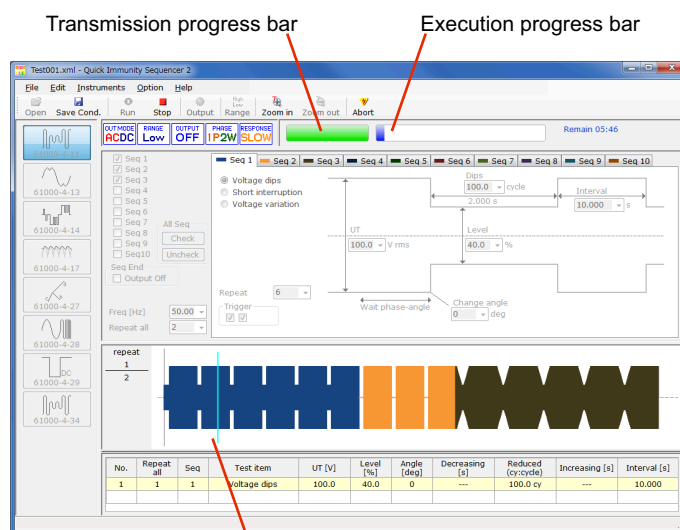 Transmission progress bar
Execution progress bar
Test001.xml - Quick Immunity Sequencer 2
File Edit Instruments Option Help
Open Save Cond. Run Stop Output High Low Range Zoom in Zoom out Abort
OUT MODE ACDC RANGE Low OUTPUT OFF PHASE 1P2W RESPONSE SLOW
Remain 05:46
61000-4-11
61000-4-13
61000-4-14
61000-4-17
61000-4-27
61000-4-28
DC
61000-4-29
61000-4-34
Seq 1
Seq 2
Seq 3
Seq 4
Seq 5
Seq 6
Seq 7
Seq 8
Seq 9
Seq10
All Seq
Check
Uncheck
Seq End
Output Off
Freq [Hz] 50.00
Repeat all 2
Seq 1 Seq 2 Seq 3 Seq 4 Seq 5 Seq 6 Seq 7 Seq 8 Seq 9 Seq 10
Voltage dips
Short interruption
Voltage variation
Dips
100.0 cycle
2.000 s
Interval
10.000 s
UT
100.0 V rms
Level
40.0 %
Repeat 6
Trigger
Wait phase-angle
Change angle
0 deg
repeat
1
2
No. Repeat all Seq Test item UT [V] Level [%] Angle [deg] Decreasing [s] Reduced (cy:cycle) Increasing [s] Interval [s]
1 1 1 Voltage dips 100.0 40.0 0 --- 100.0 cy --- 10.000